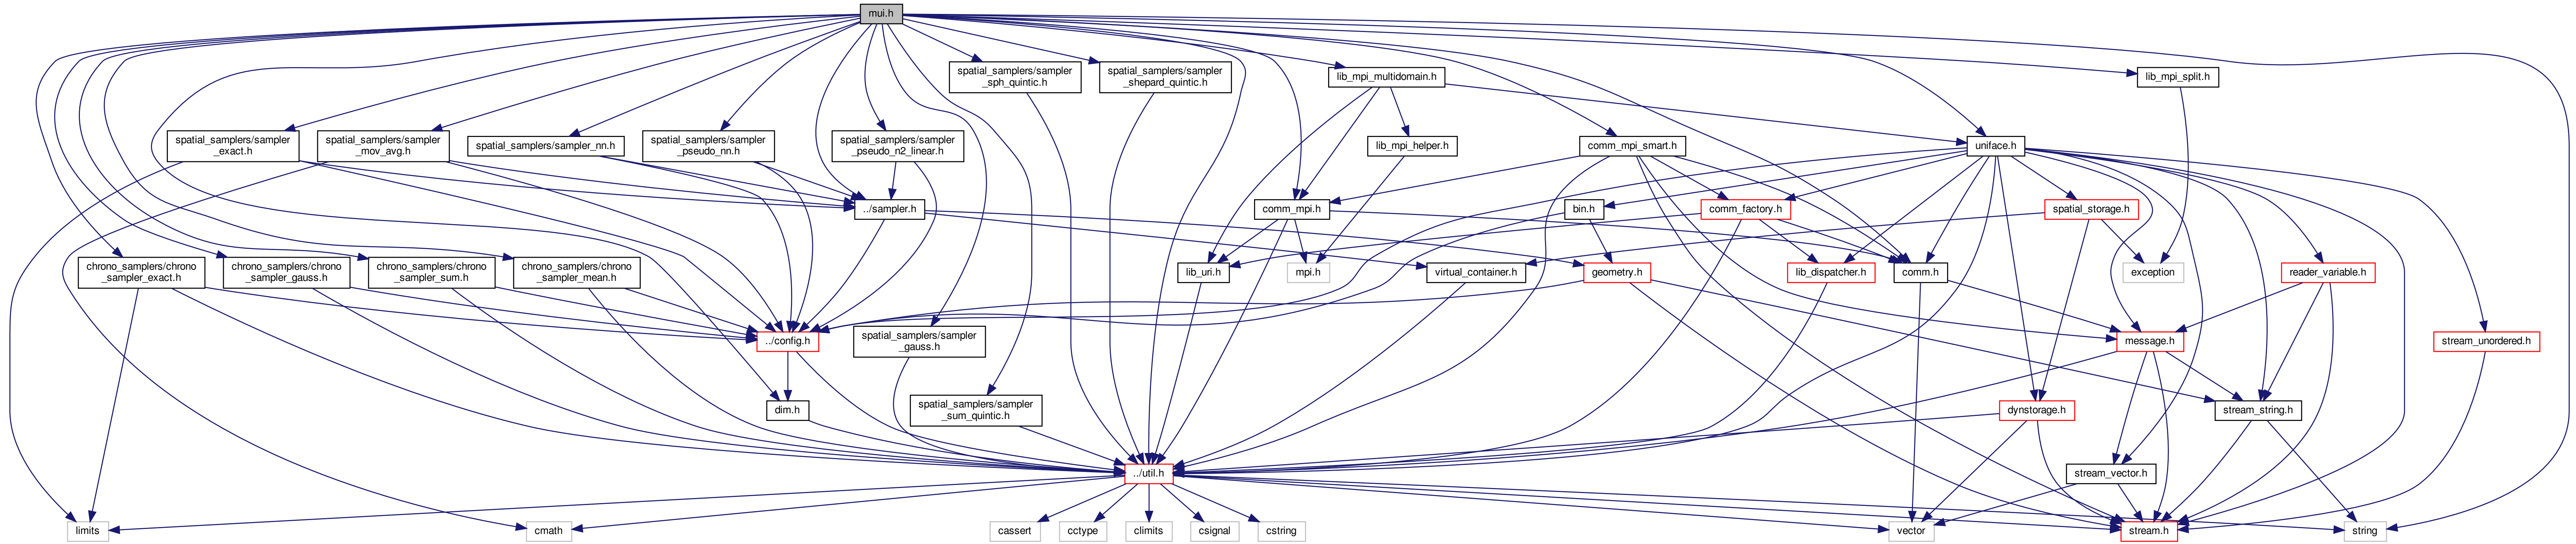 mui.h
spatial_samplers/sampler
_sph_quintic.h
spatial_samplers/sampler
_shepard_quintic.h
lib_mpi_multidomain.h
lib_mpi_split.h
spatial_samplers/sampler
_exact.h
spatial_samplers/sampler
_mov_avg.h
spatial_samplers/sampler_nn.h
spatial_samplers/sampler
_pseudo_nn.h
spatial_samplers/sampler
_pseudo_n2_linear.h
lib_mpi_helper.h
comm_mpi_smart.h
uniface.h
../sampler.h
comm_mpi.h
bin.h
comm_factory.h
spatial_storage.h
chrono_samplers/chrono
_sampler_exact.h
chrono_samplers/chrono
_sampler_gauss.h
chrono_samplers/chrono
_sampler_sum.h
chrono_samplers/chrono
_sampler_mean.h
lib_uri.h
mpi.h
virtual_container.h
geometry.h
lib_dispatcher.h
comm.h
exception
reader_variable.h
../config.h
spatial_samplers/sampler
_gauss.h
message.h
stream_unordered.h
dim.h
spatial_samplers/sampler
_sum_quintic.h
dynstorage.h
stream_string.h
../util.h
stream_vector.h
limits
cmath
cassert
cctype
climits
csignal
cstring
vector
stream.h
string